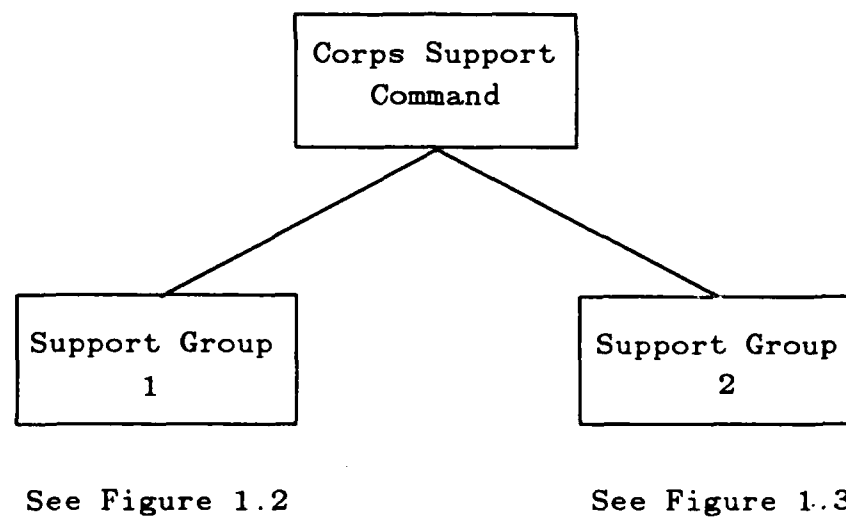 Corps Support
Command
Support Group
1
Support Group
2
See Figure 1.2
See Figure 1.3